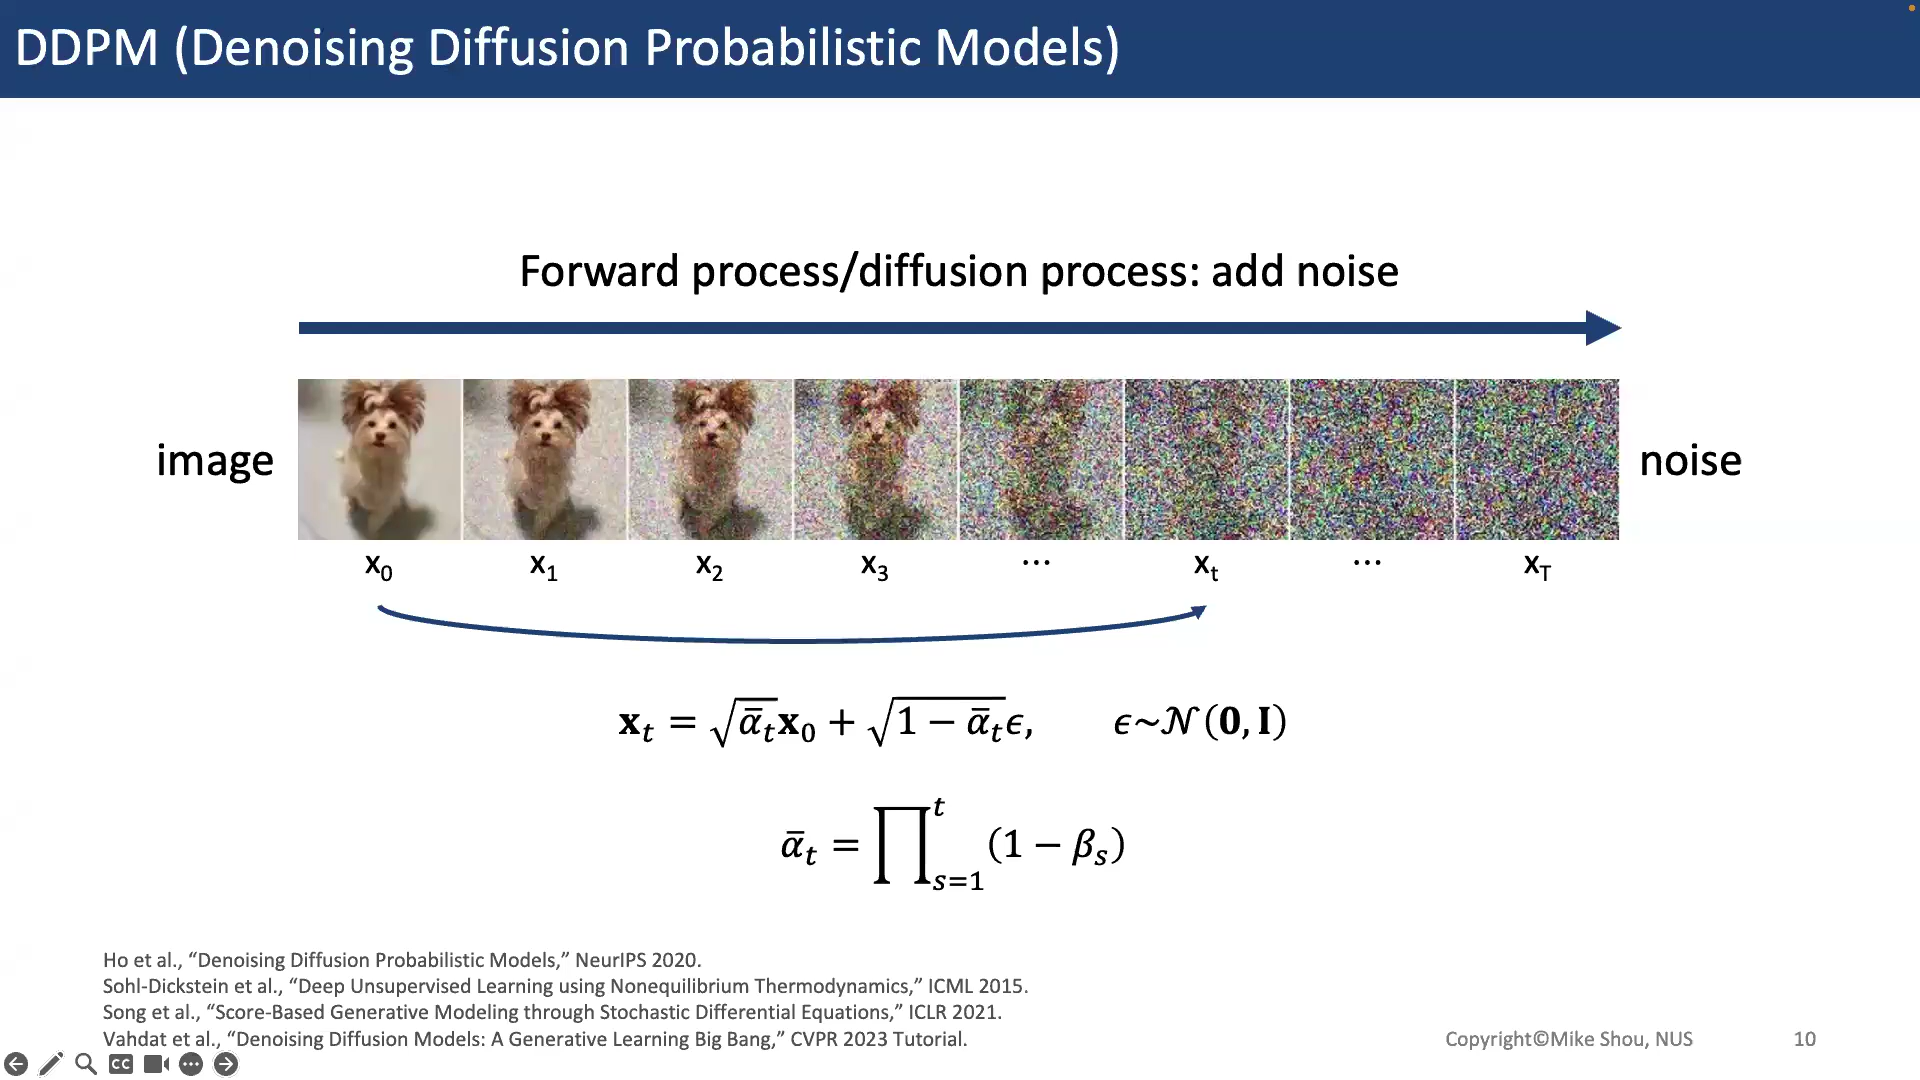 DDPM (Denoising Diffusion Probabilistic Models)
Forward process/diffusion process: add noise
image
noise
x₀ x₁ x₂ x₃ ⋯ xₜ ⋯ x_T
𝐱ₜ = √ᾱₜ 𝐱₀ + √(1 − ᾱₜ) ϵ, ϵ~𝒩(𝟎, 𝐈)
ᾱₜ = ∏ₛ₌₁ᵗ (1 − βₛ)
Ho et al., “Denoising Diffusion Probabilistic Models,” NeurIPS 2020.
Sohl-Dickstein et al., “Deep Unsupervised Learning using Nonequilibrium Thermodynamics,” ICML 2015.
Song et al., “Score-Based Generative Modeling through Stochastic Differential Equations,” ICLR 2021.
Vahdat et al., “Denoising Diffusion Models: A Generative Learning Big Bang,” CVPR 2023 Tutorial.
Copyright©Mike Shou, NUS 10
CC